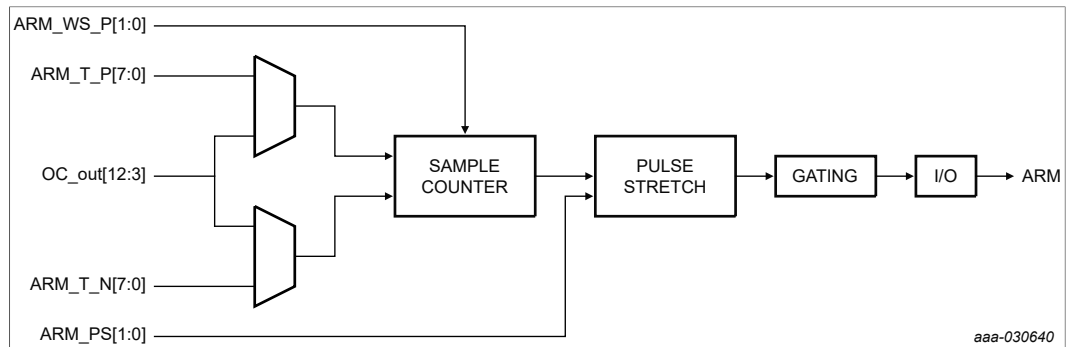 ARM_WS_P[1:0]
ARM_T_P[7:0]
OC_out[12:3]
ARM_T_N[7:0]
ARM_PS[1:0]
SAMPLE
COUNTER
PULSE
STRETCH
GATING
I/O
ARM
aaa-030640